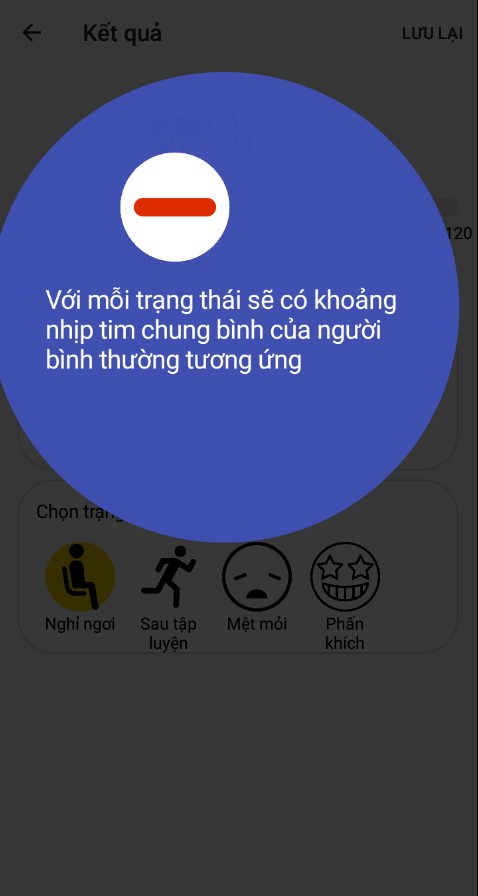 Kết quả
LƯU LẠI
98
120
Với mỗi trạng thái sẽ có khoảng
nhịp tim chung bình của người
bình thường tương ứng
Chọn trạng
Nghỉ ngơi
Sau tập
luyện
Mệt mỏi
Phấn
khích